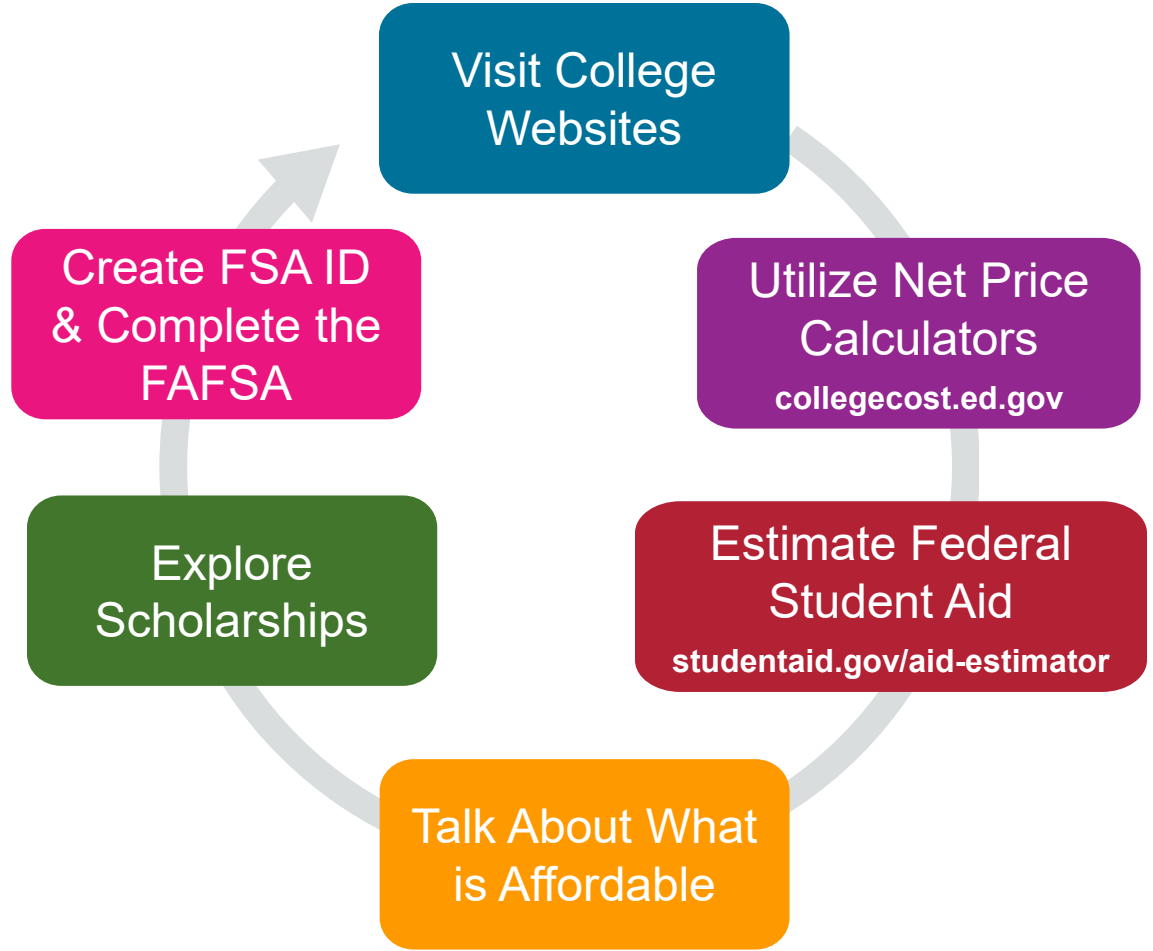 Visit College
Websites
Utilize Net Price
Calculators
collegecost.ed.gov
Estimate Federal
Student Aid
studentaid.gov/aid-estimator
Talk About What
is Affordable
Explore
Scholarships
Create FSA ID
& Complete the
FAFSA